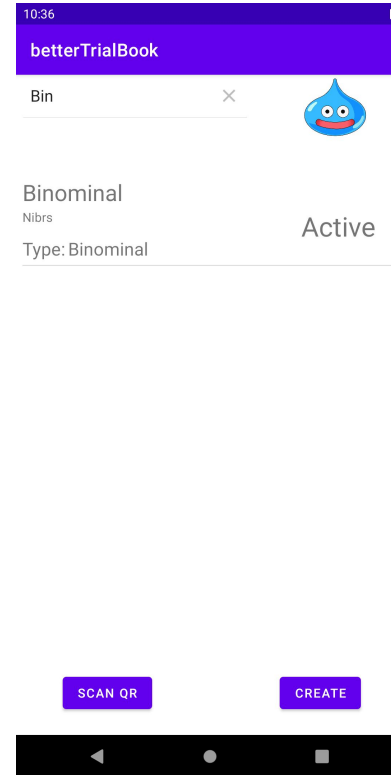 10:36
betterTrialBook
Bin
Binominal
Nibrs
Active
Type: Binominal
SCAN QR
CREATE